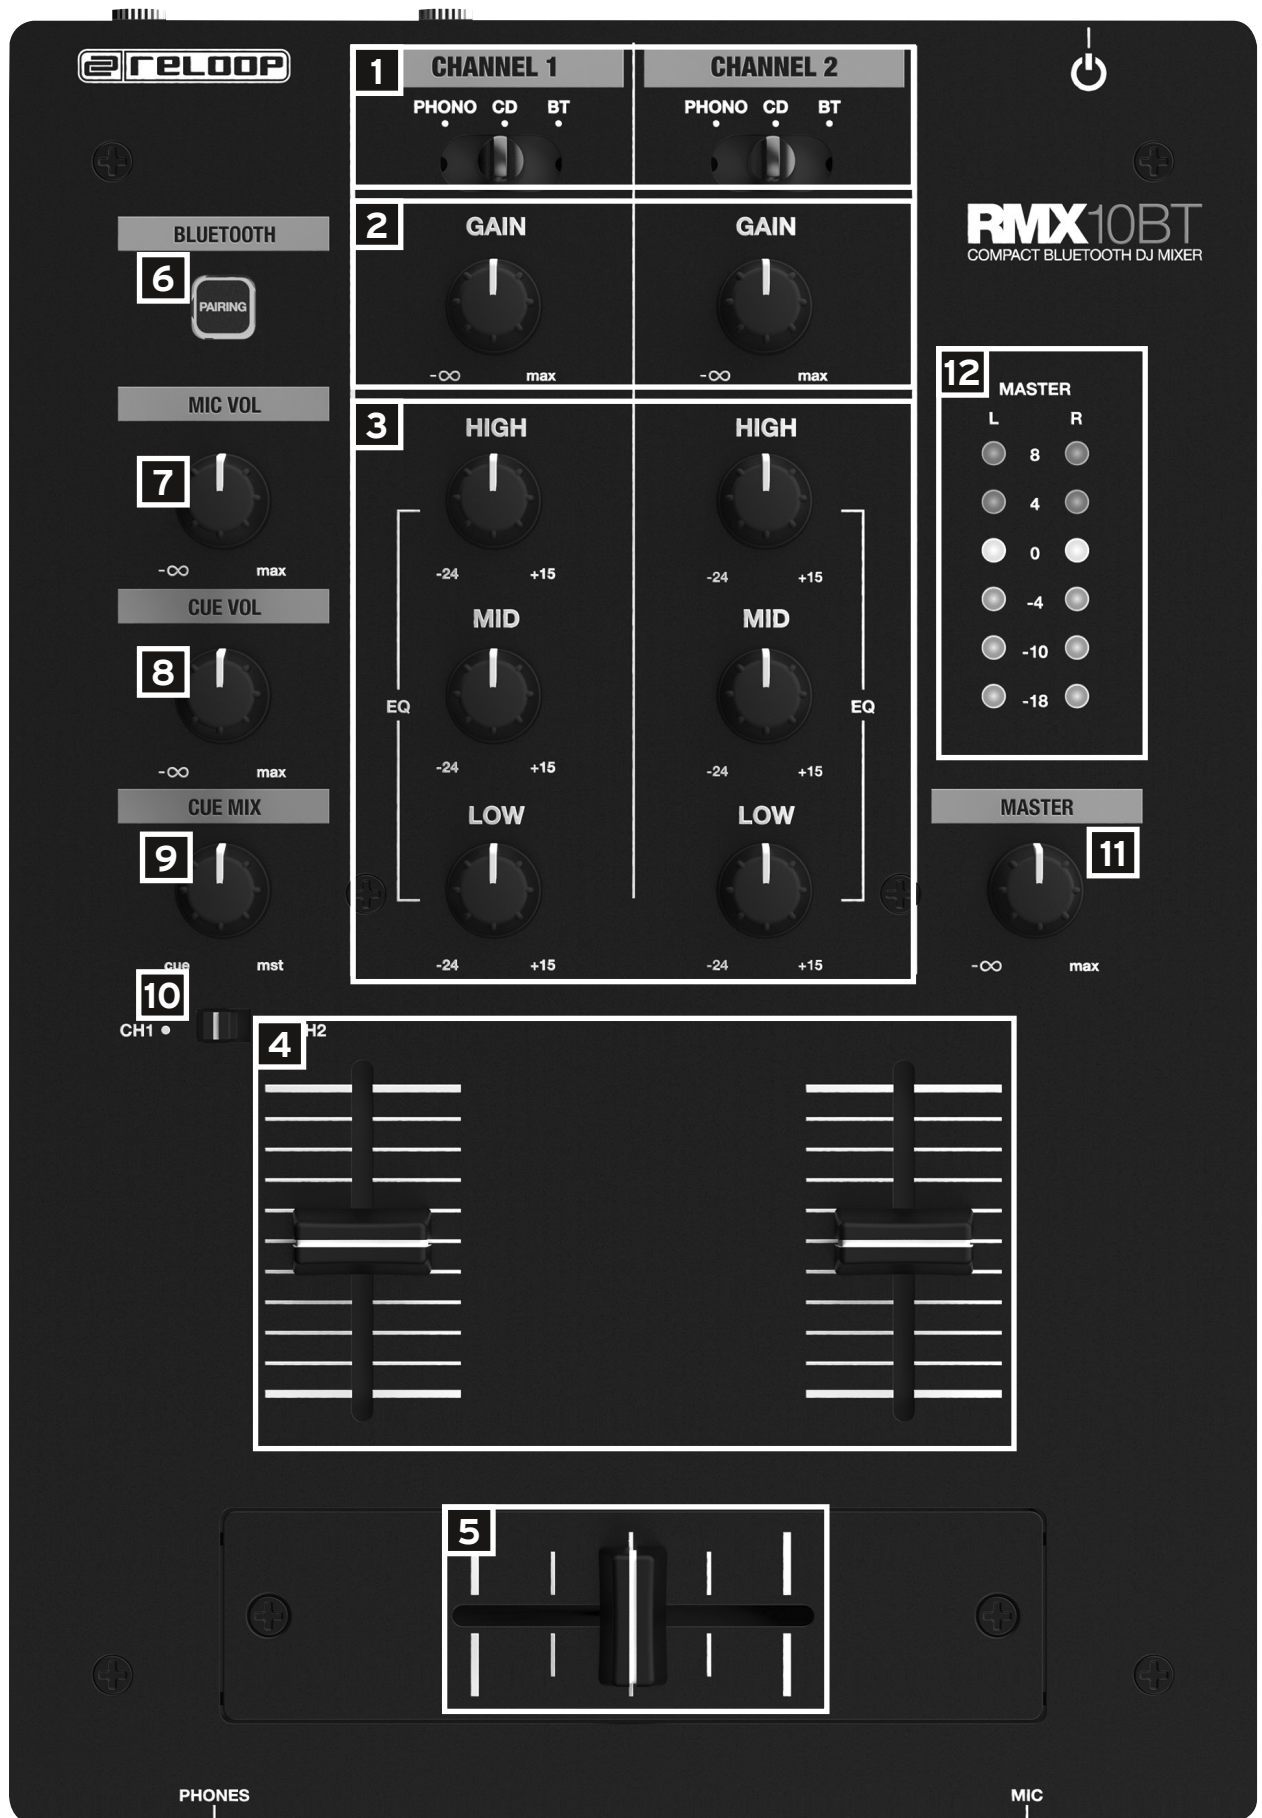 RELOOP
1 CHANNEL 1 CHANNEL 2
PHONO CD BT PHONO CD BT
RMX10BT
COMPACT BLUETOOTH DJ MIXER
2 GAIN GAIN
-∞ max -∞ max
BLUETOOTH
6
PAIRING
MIC VOL
7
-∞ max
CUE VOL
8
-∞ max
CUE MIX
9
cue mst
10
CH1 H2
3 HIGH HIGH
-24 +15 -24 +15
MID MID
EQ EQ
-24 +15 -24 +15
LOW LOW
-24 +15 -24 +15
12
MASTER
L R
8
4
0
-4
-10
-18
MASTER
11
-∞ max
4
5
PHONES MIC